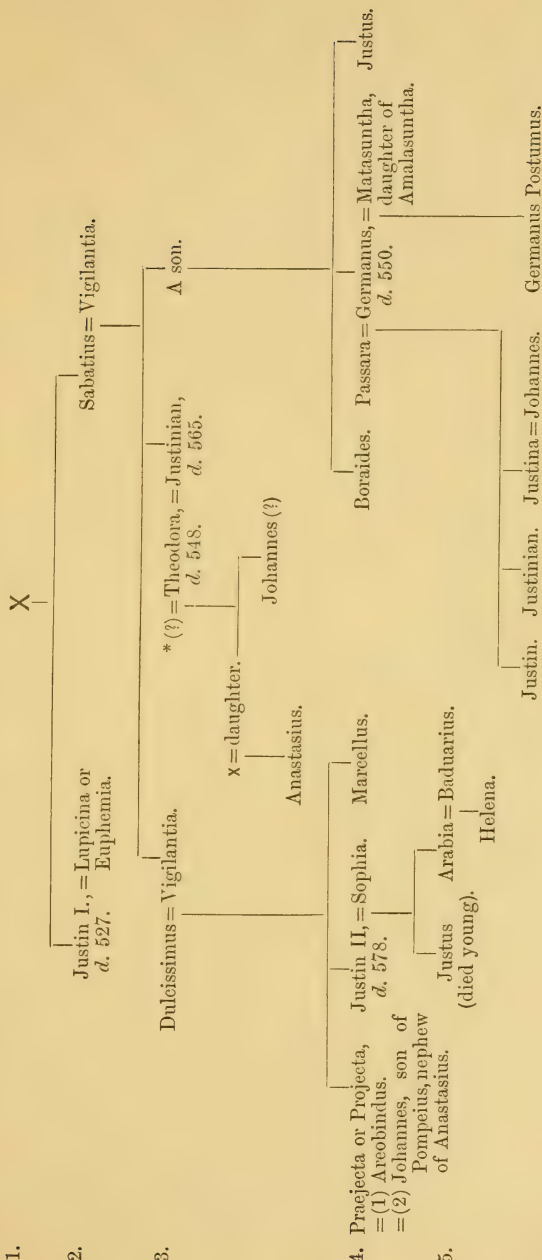 1.
X
2.
Justin I., = Lupicina or
d. 527. Euphemia.
Sabatius = Vigilantia.
3.
Dulcissimus = Vigilantia.
* (?) = Theodora, = Justinian,
d. 548. d. 565.
A son.
x = daughter.
Johannes (?)
Anastasius.
4.
Praejecta or Projecta,
= (1) Areobindus.
= (2) Johannes, son of
Pompeius, nephew
of Anastasius.
Justin II, = Sophia.
d. 578.
Marcellus.
Boraides.
Passara = Germanus, = Matasuntha,
d. 550. daughter of
Amalasuntha.
Justus.
5.
Justus
(died young).
Arabia = Baduarius.
Helena.
Justin. Justinian. Justina = Johannes.
Germanus Postumus.